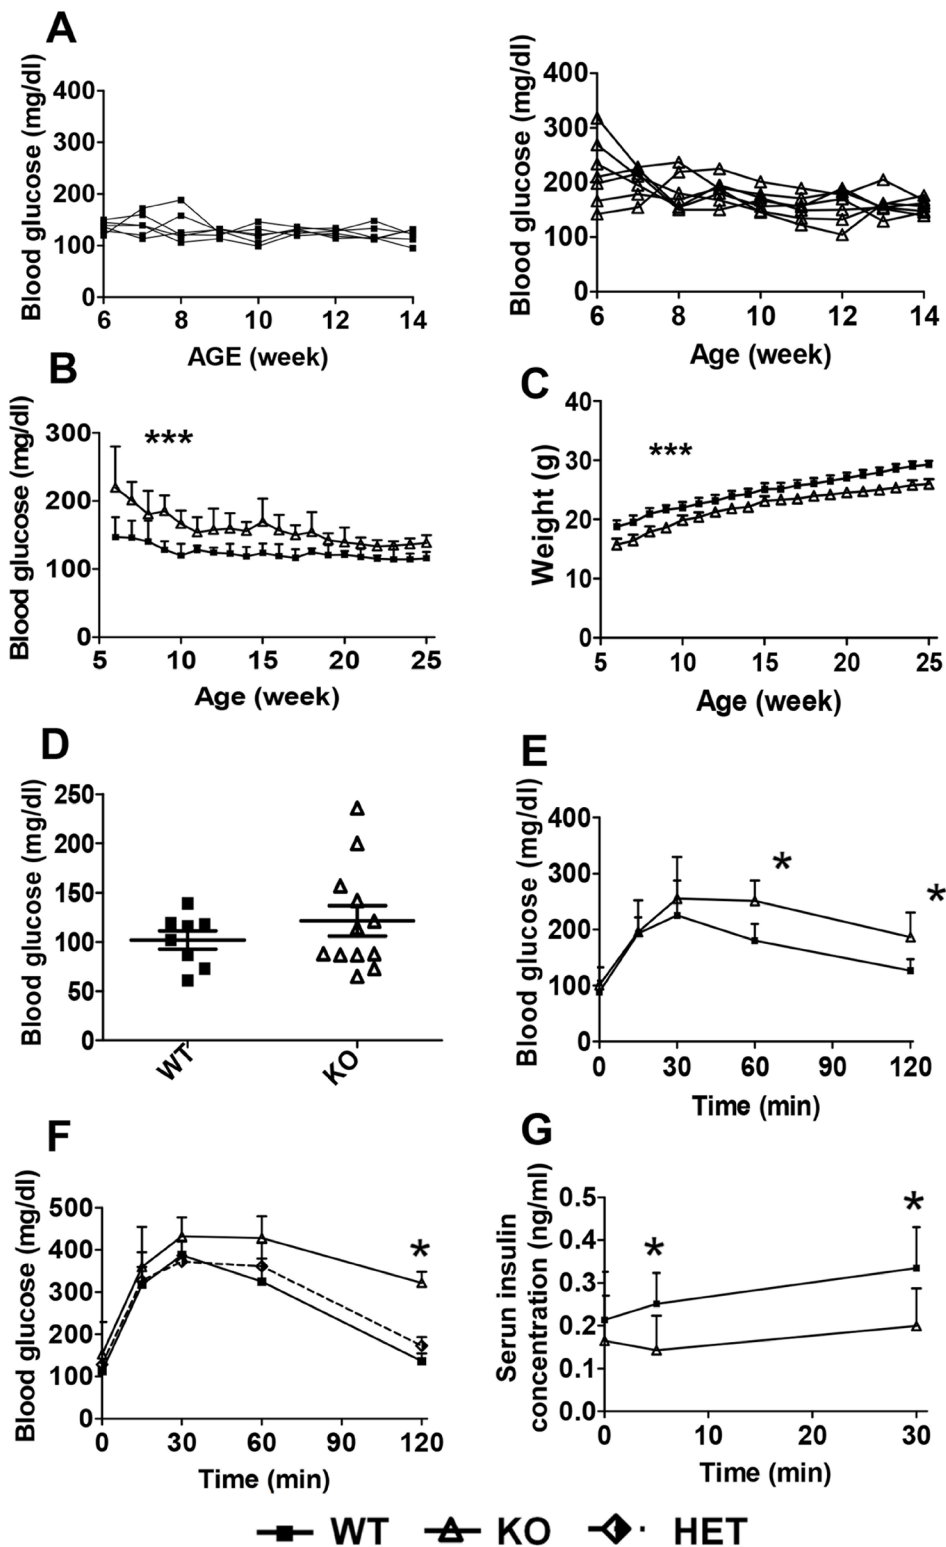 A
Blood glucose (mg/dl)
400
300
200
100
0
6 8 10 12 14
AGE (week)
Blood glucose (mg/dl)
400
300
200
100
0
6 8 10 12 14
Age (week)
B
Blood glucose (mg/dl)
300
200
100
0
***
5 10 15 20 25
Age (week)
C
Weight (g)
40
30
20
10
0
***
5 10 15 20 25
Age (week)
D
Blood glucose (mg/dl)
250
200
150
100
50
0
WT KO
E
Blood glucose (mg/dl)
400
300
200
100
0
*
*
0 30 60 90 120
Time (min)
F
Blood glucose (mg/dl)
500
400
300
200
100
0
*
0 30 60 90 120
Time (min)
G
Serun insulin
concentration (ng/ml)
0.5
0.4
0.3
0.2
0.1
0.0
*
*
0 10 20 30
Time (min)
WT KO HET